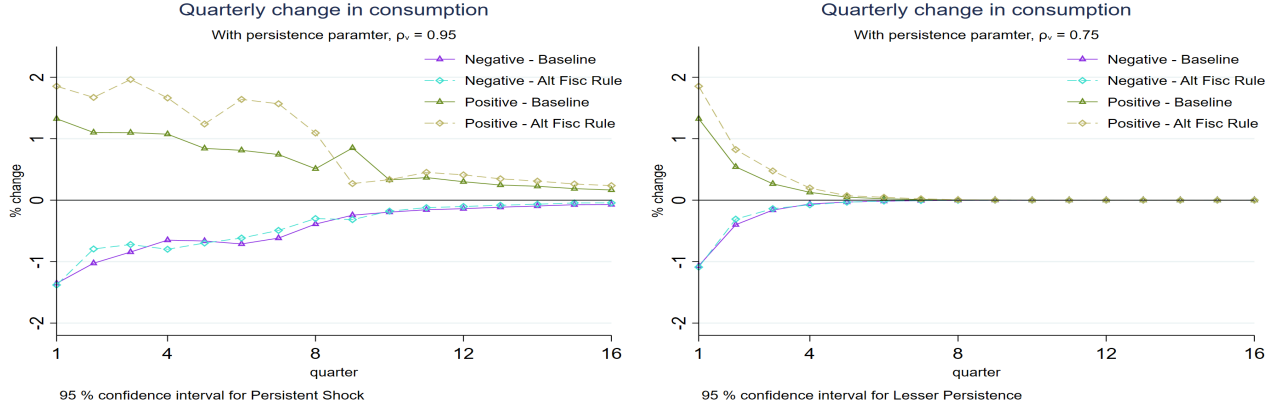 Quarterly change in consumption
With persistence paramter, ρᵥ = 0.95
Negative - Baseline
Negative - Alt Fisc Rule
Positive - Baseline
Positive - Alt Fisc Rule
% change
2
1
0
-1
-2
1 4 8 12 16
quarter
95 % confidence interval for Persistent Shock
Quarterly change in consumption
With persistence paramter, ρᵥ = 0.75
Negative - Baseline
Negative - Alt Fisc Rule
Positive - Baseline
Positive - Alt Fisc Rule
% change
2
1
0
-1
-2
1 4 8 12 16
quarter
95 % confidence interval for Lesser Persistence